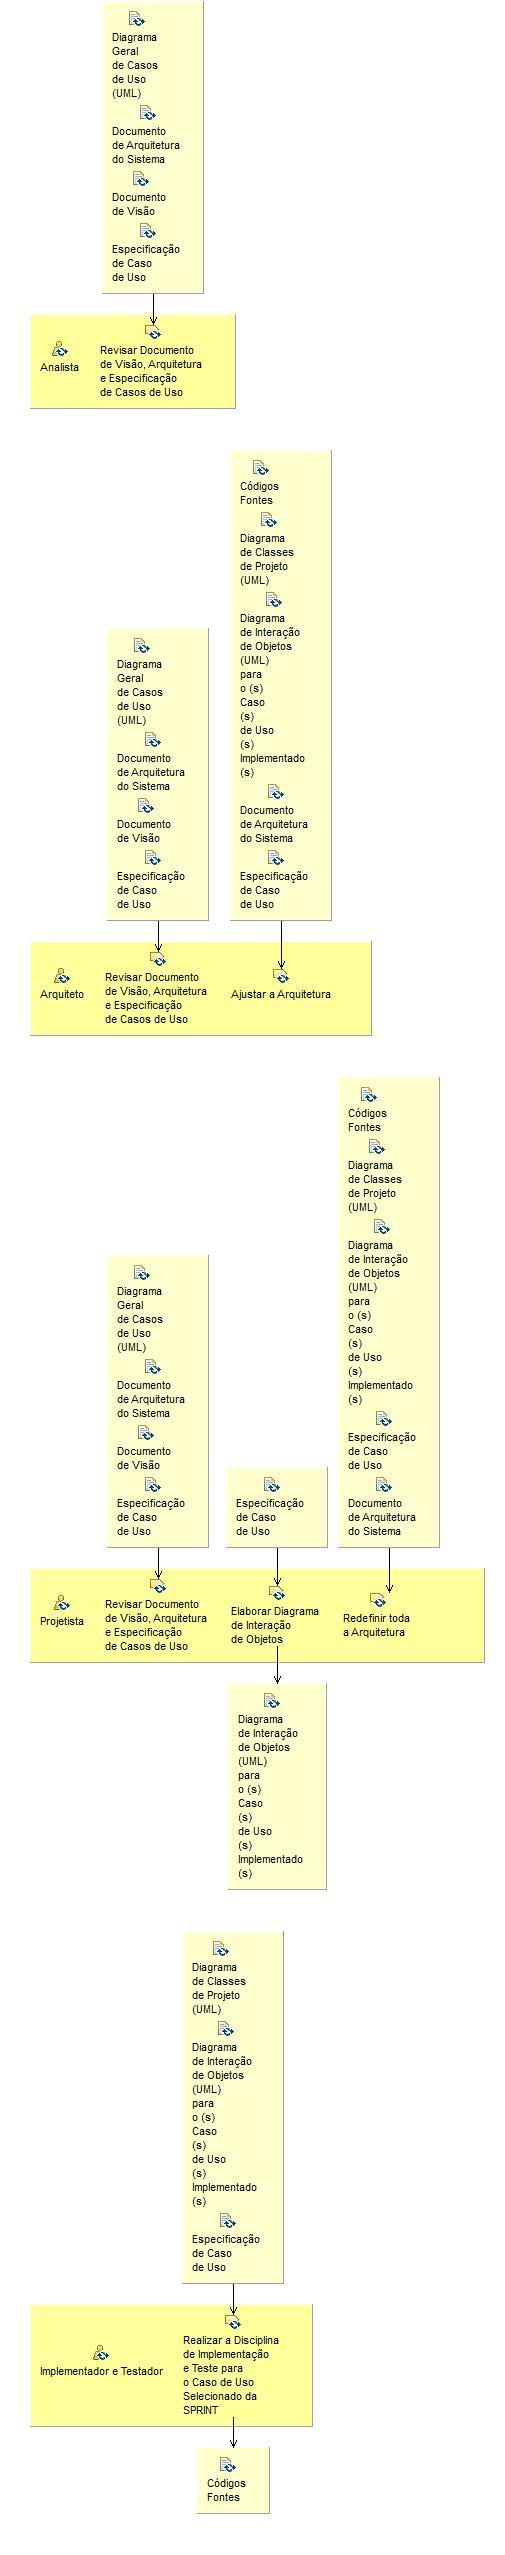 Diagrama
Geral
de Casos
de Uso
(UML)
Documento
de Arquitetura
do Sistema
Documento
de Visão
Especificação
de Caso
de Uso
Analista
Revisar Documento
de Visão, Arquitetura
e Especificação
de Casos de Uso
Diagrama
Geral
de Casos
de Uso
(UML)
Documento
de Arquitetura
do Sistema
Documento
de Visão
Especificação
de Caso
de Uso
Códigos
Fontes
Diagrama
de Classes
de Projeto
(UML)
Diagrama
de Interação
de Objetos
(UML)
para
o (s)
Caso
(s)
de Uso
(s)
Implementado
(s)
Documento
de Arquitetura
do Sistema
Especificação
de Caso
de Uso
Arquiteto
Revisar Documento
de Visão, Arquitetura
e Especificação
de Casos de Uso
Ajustar a Arquitetura
Diagrama
Geral
de Casos
de Uso
(UML)
Documento
de Arquitetura
do Sistema
Documento
de Visão
Especificação
de Caso
de Uso
Especificação
de Caso
de Uso
Códigos
Fontes
Diagrama
de Classes
de Projeto
(UML)
Diagrama
de Interação
de Objetos
(UML)
para
o (s)
Caso
(s)
de Uso
(s)
Implementado
(s)
Especificação
de Caso
de Uso
Documento
de Arquitetura
do Sistema
Projetista
Revisar Documento
de Visão, Arquitetura
e Especificação
de Casos de Uso
Elaborar Diagrama
de Interação
de Objetos
Redefinir toda
a Arquitetura
Diagrama
de Interação
de Objetos
(UML)
para
o (s)
Caso
(s)
de Uso
(s)
Implementado
(s)
Diagrama
de Classes
de Projeto
(UML)
Diagrama
de Interação
de Objetos
(UML)
para
o (s)
Caso
(s)
de Uso
(s)
Implementado
(s)
Especificação
de Caso
de Uso
Implementador e Testador
Realizar a Disciplina
de Implementação
e Teste para
o Caso de Uso
Selecionado da
SPRINT
Códigos
Fontes